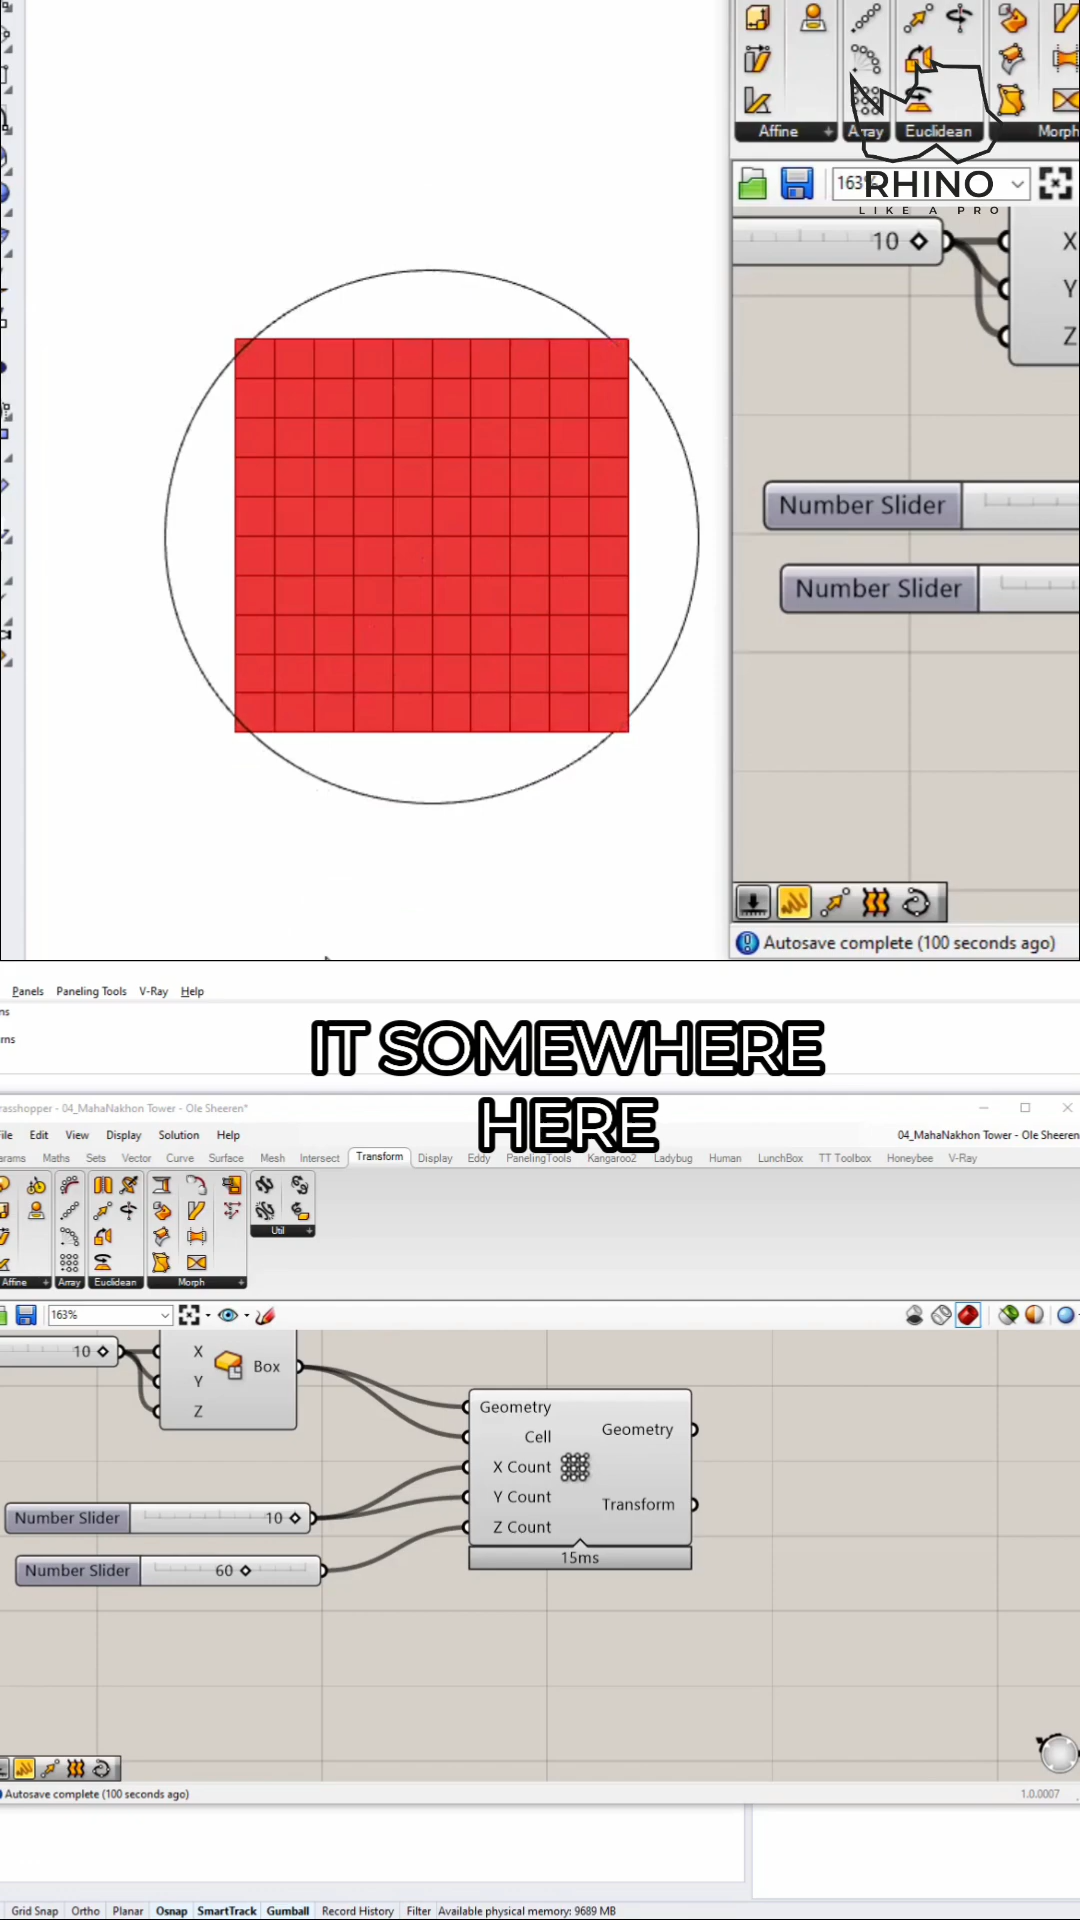 Affine
Array
Euclidean
Morph
163%
RHINO
LIKE A PRO
10
X
Y
Z
Number Slider
Number Slider
Autosave complete (100 seconds ago)
Panels Paneling Tools V-Ray Help
ns
rns
IT SOMEWHERE
HERE
rasshopper - 04_MahaNakhon Tower - Ole Sheeren*
File Edit View Display Solution Help
04_MahaNakhon Tower - Ole Sheeren
arams Maths Sets Vector Curve Surface Mesh Intersect Transform Display Eddy PanelingTools Kangaroo2 Ladybug Human LunchBox TT Toolbox Honeybee V-Ray
Util
Affine Array Euclidean Morph
163%
10
X
Y
Z
Box
Geometry
Cell
X Count
Y Count
Z Count
Geometry
Transform
15ms
Number Slider 10
Number Slider 60
Autosave complete (100 seconds ago)
1.0.0007
Grid Snap Ortho Planar Osnap SmartTrack Gumball Record History Filter Available physical memory: 9689 MB